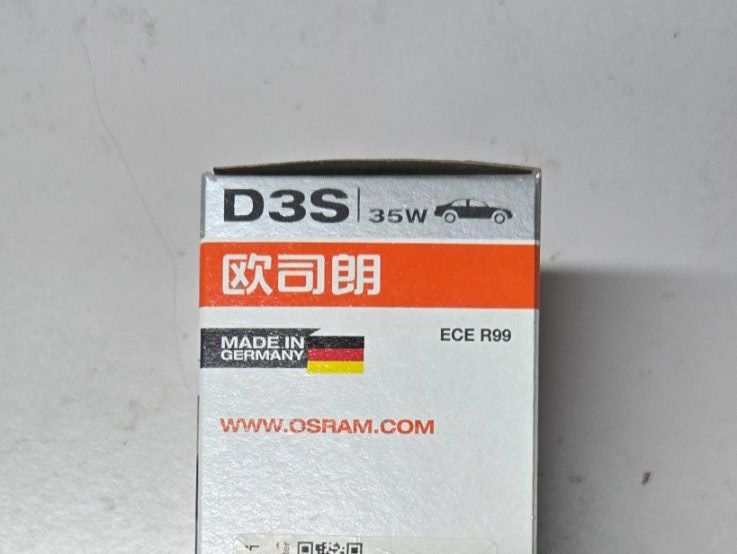 D3S 35W
欧司朗
MADE IN
GERMANY
ECE R99
WWW.OSRAM.COM